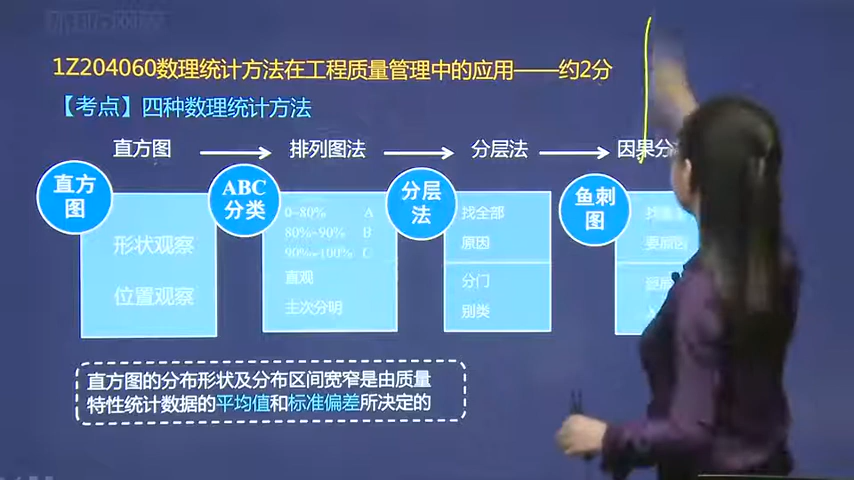 1Z204060数理统计方法在工程质量管理中的应用——约2分
【考点】四种数理统计方法
直方图
排列图法
分层法
因果分
直方
图
形状观察
位置观察
ABC
分类
0~80% A
80%~90% B
90%~100% C
直观
主次分明
分层
法
找全部
原因
分门
别类
鱼刺
图
找
要原因
直方图的分布形状及分布区间宽窄是由质量
特性统计数据的平均值和标准偏差所决定的